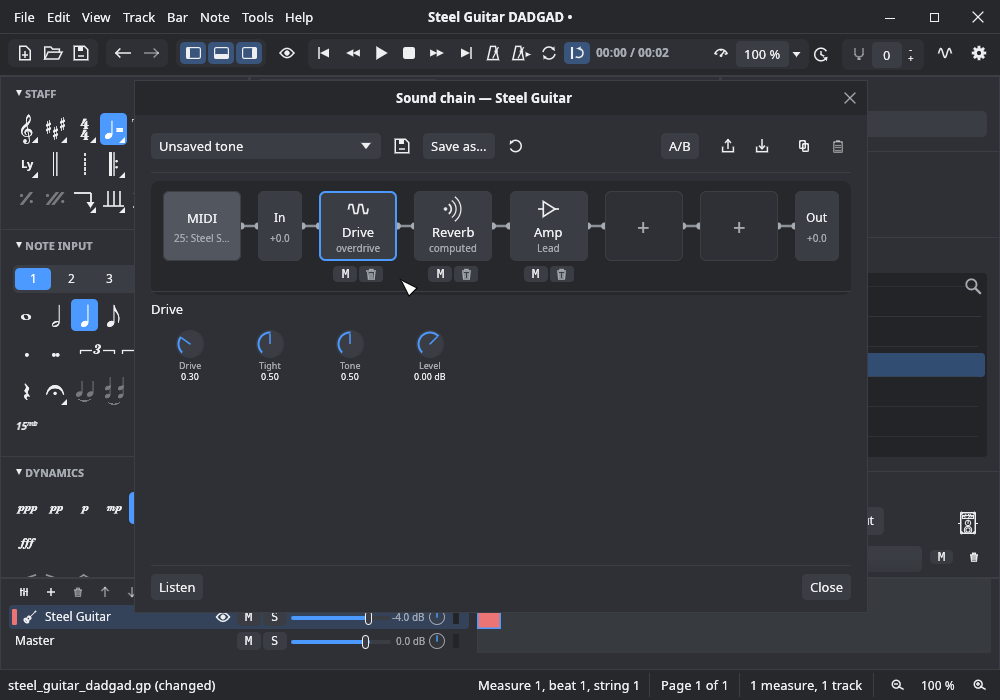 File Edit View Track Bar Note Tools Help
Steel Guitar DADGAD •
00:00 / 00:02
100 %
0
STAFF
Ly
NOTE INPUT
1 2 3
3
15mb
DYNAMICS
ppp pp p mp
fff
Sound chain — Steel Guitar
Unsaved tone
Save as...
A/B
MIDI
25: Steel S...
In
+0.0
Drive
overdrive
Reverb
computed
Amp
Lead
+
+
Out
+0.0
M M M
Drive
Drive Tight Tone Level
0.30 0.50 0.50 0.00 dB
Listen
Close
M
Steel Guitar M S -4.0 dB
Master M S 0.0 dB
steel_guitar_dadgad.gp (changed)
Measure 1, beat 1, string 1
Page 1 of 1
1 measure, 1 track
100 %